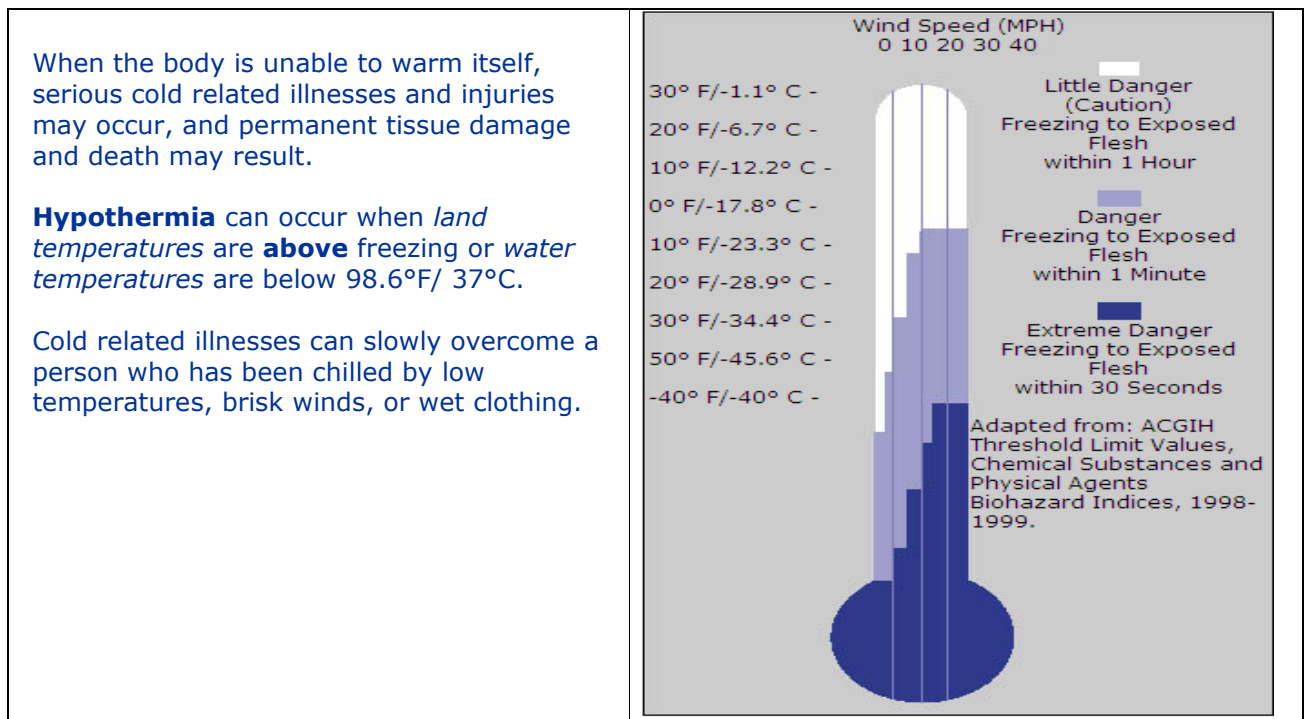 When the body is unable to warm itself,
serious cold related illnesses and injuries
may occur, and permanent tissue damage
and death may result.
Hypothermia can occur when land
temperatures are above freezing or water
temperatures are below 98.6°F/ 37°C.
Cold related illnesses can slowly overcome a
person who has been chilled by low
temperatures, brisk winds, or wet clothing.
Wind Speed (MPH)
0 10 20 30 40
30° F/-1.1° C -
20° F/-6.7° C -
10° F/-12.2° C -
0° F/-17.8° C -
10° F/-23.3° C -
20° F/-28.9° C -
30° F/-34.4° C -
50° F/-45.6° C -
-40° F/-40° C -
Little Danger
(Caution)
Freezing to Exposed
Flesh
within 1 Hour
Danger
Freezing to Exposed
Flesh
within 1 Minute
Extreme Danger
Freezing to Exposed
Flesh
within 30 Seconds
Adapted from: ACGIH
Threshold Limit Values,
Chemical Substances and
Physical Agents
Biohazard Indices, 1998-
1999.